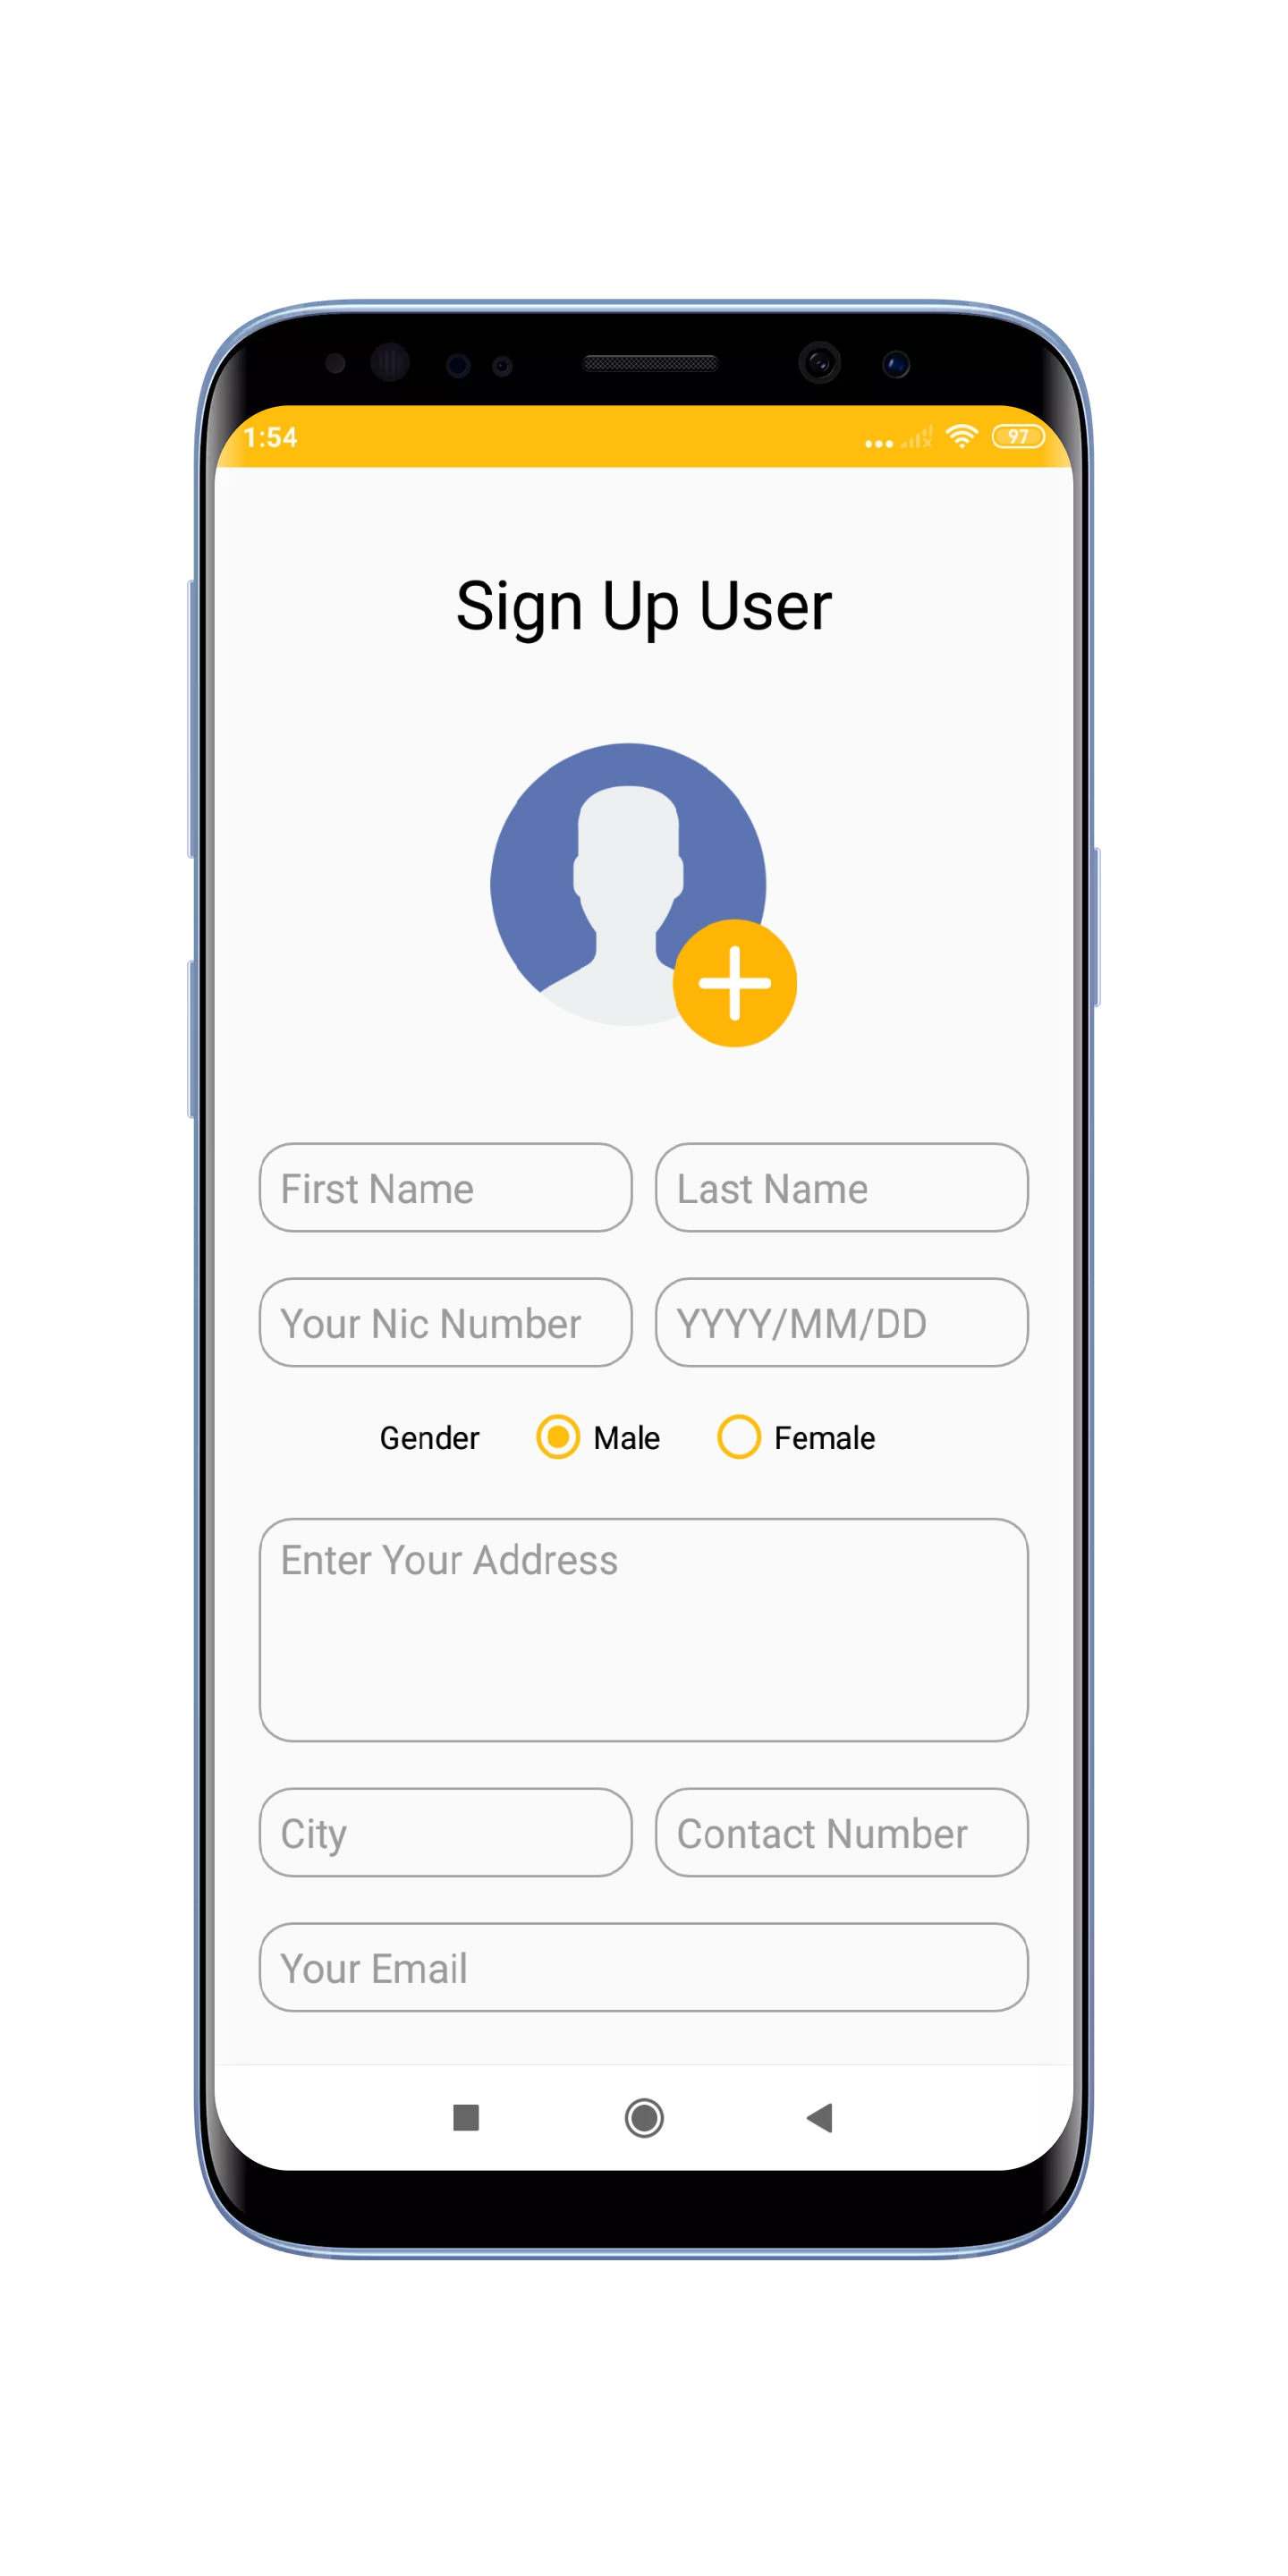 1:54 97
Sign Up User
First Name Last Name
Your Nic Number YYYY/MM/DD
Gender Male Female
Enter Your Address
City Contact Number
Your Email